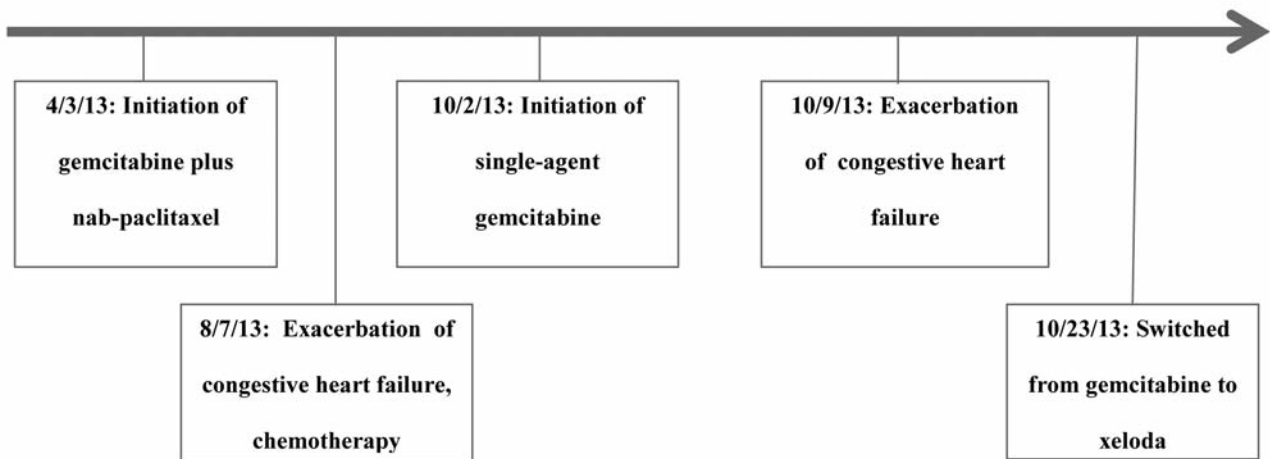 4/3/13: Initiation of
gemcitabine plus
nab-paclitaxel
8/7/13: Exacerbation of
congestive heart failure,
chemotherapy
10/2/13: Initiation of
single-agent
gemcitabine
10/9/13: Exacerbation
of congestive heart
failure
10/23/13: Switched
from gemcitabine to
xeloda